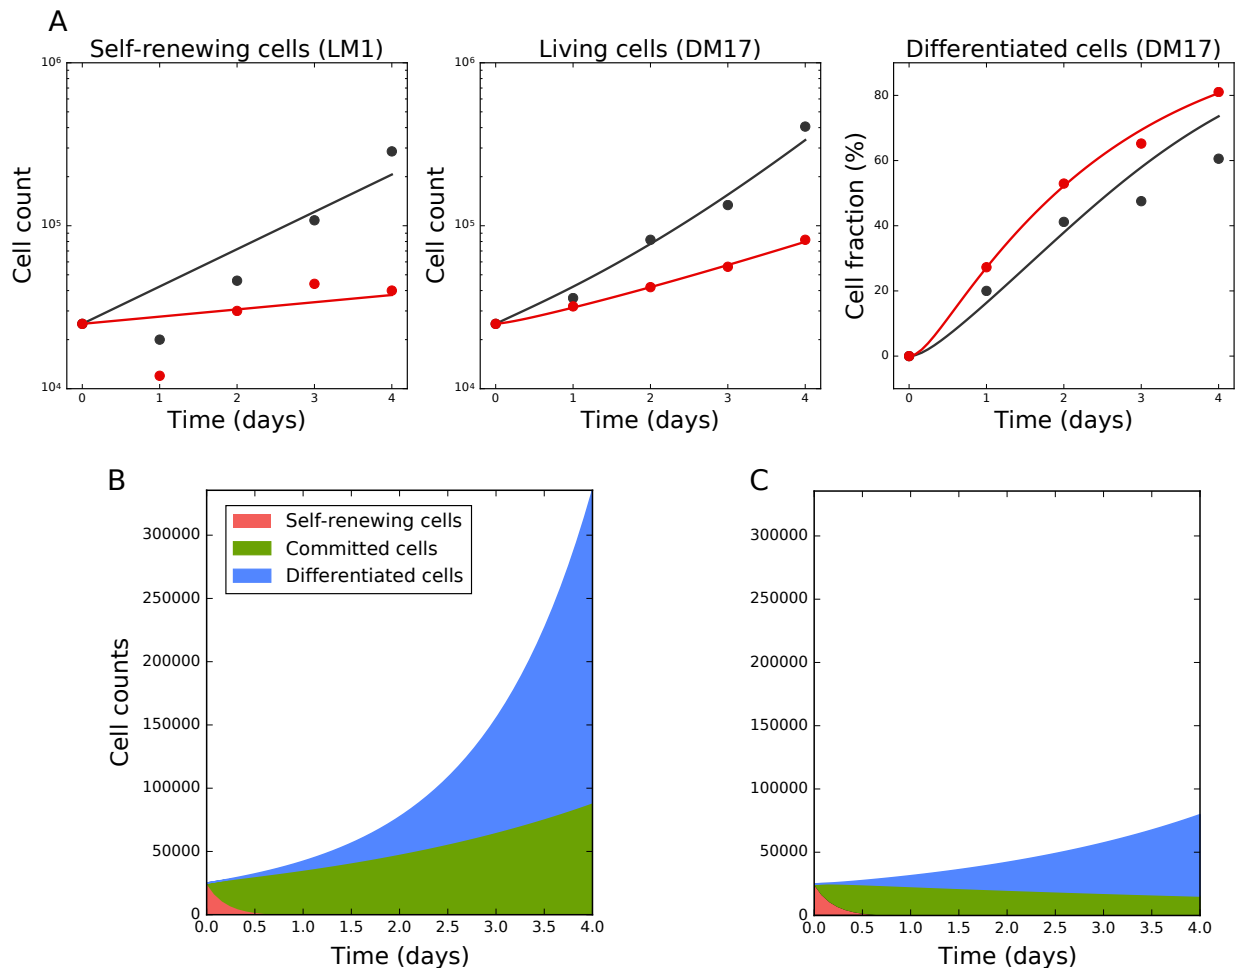 A
Self-renewing cells (LM1)
Living cells (DM17)
Differentiated cells (DM17)
10⁶
10⁵
10⁴
Cell count
0 1 2 3 4
Time (days)
10⁶
10⁵
10⁴
Cell count
0 1 2 3 4
Time (days)
80
60
40
20
0
Cell fraction (%)
0 1 2 3 4
Time (days)
B
Self-renewing cells
Committed cells
Differentiated cells
300000
250000
200000
150000
100000
50000
0
Cell counts
0.0 0.5 1.0 1.5 2.0 2.5 3.0 3.5 4.0
Time (days)
C
300000
250000
200000
150000
100000
50000
0
0.0 0.5 1.0 1.5 2.0 2.5 3.0 3.5 4.0
Time (days)